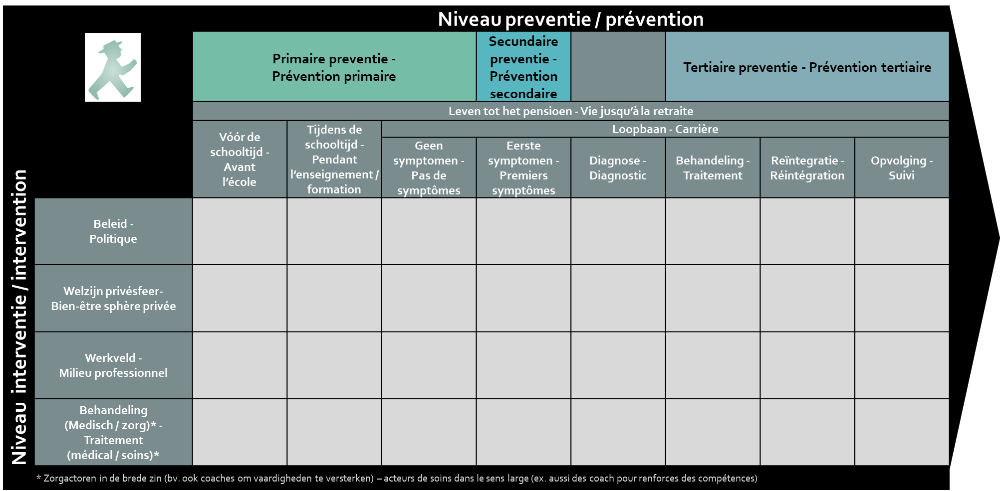 Niveau preventie / prévention
Primaire preventie -
Prévention primaire
Secundaire
preventie -
Prévention
secondaire
Tertiaire preventie - Prévention tertiaire
Leven tot het pensioen - Vie jusqu’à la retraite
Vóór de
schooltijd -
Avant
l’école
Tijdens de
schooltijd -
Pendant
l’enseignement /
formation
Loopbaan - Carrière
Geen
symptomen -
Pas de
symptômes
Eerste
symptomen -
Premiers
symptômes
Diagnose -
Diagnostic
Behandeling -
Traitement
Reïntegratie -
Réintégration
Opvolging -
Suivi
Niveau interventie / intervention
Beleid -
Politique
Welzijn privésfeer-
Bien-être sphère privée
Werkveld -
Milieu professionnel
Behandeling
(Medisch / zorg)* -
Traitement
(médical / soins)*
* Zorgactoren in de brede zin (bv. ook coaches om vaardigheden te versterken) – acteurs de soins dans le sens large (ex. aussi des coach pour renforces des compétences)